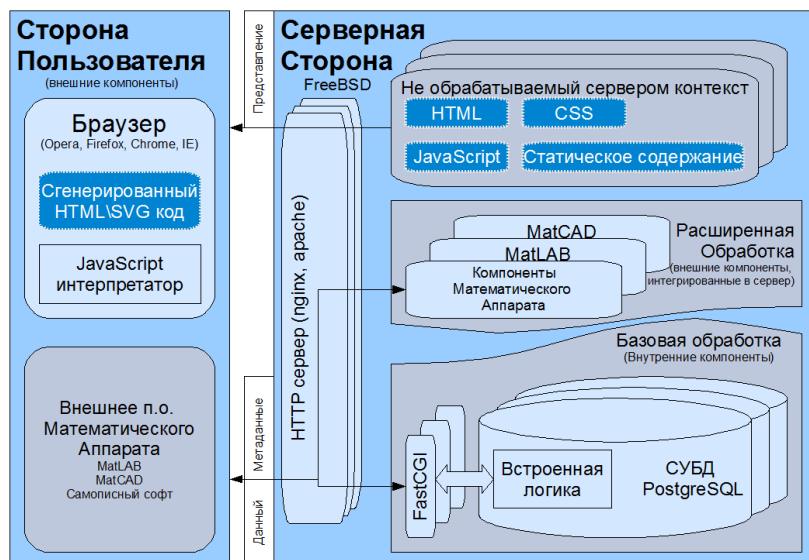 Сторона
Пользователя
(внешние компоненты)
Браузер
(Opera, Firefox, Chrome, IE)
Сгенерированный
HTML\SVG код
JavaScript
интерпретатор
Внешнее п.о.
Математического
Аппарата
MatLAB
MatCAD
Самописный софт
Представление
Метаданные
Данный
Серверная
Сторона
FreeBSD
HTTP сервер (nginx, apache)
Не обрабатываемый сервером контекст
HTML
CSS
JavaScript
Статическое содержание
MatCAD
MatLAB
Компоненты
Математического
Аппарата
Расширенная
Обработка
(внешние компоненты,
интегрированные в сервер)
Базовая обработка
(Внутренние компоненты)
FastCGI
Встроенная
логика
СУБД
PostgreSQL